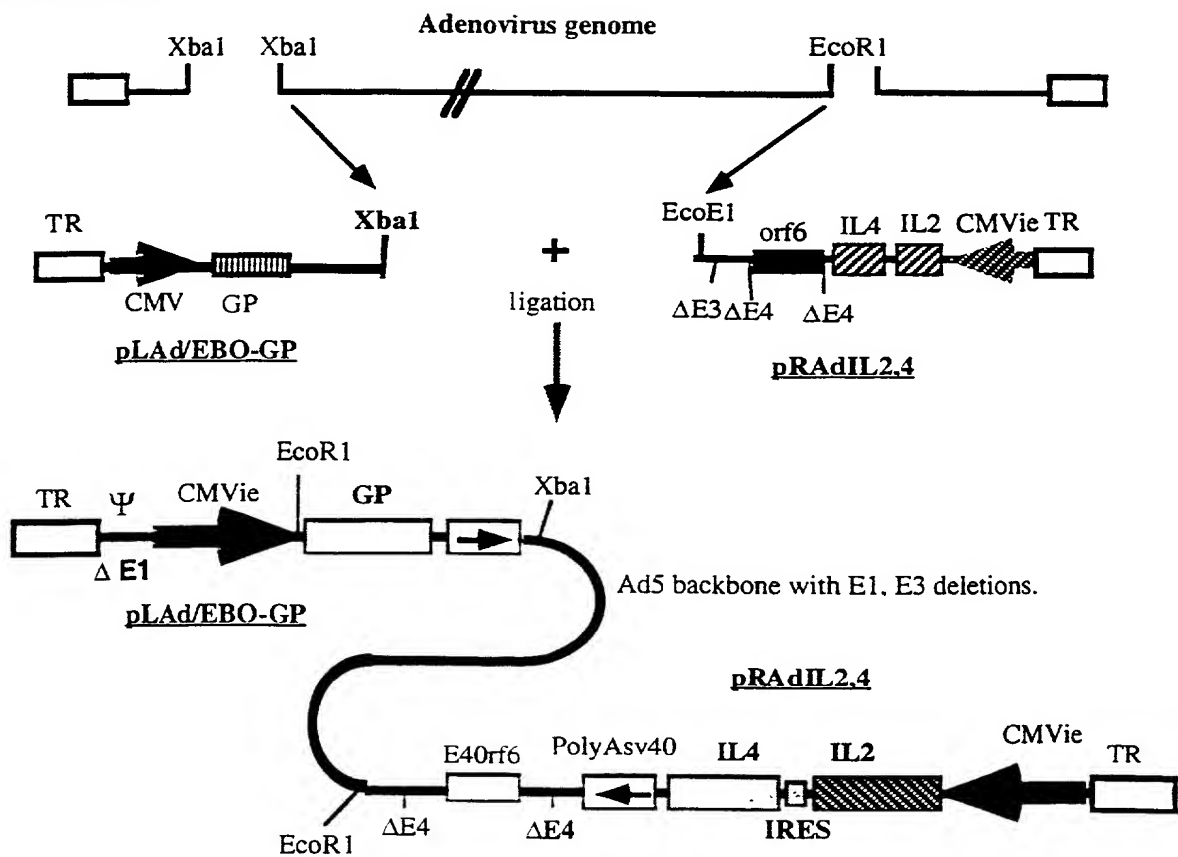 Adenovirus genome
Xba1 Xba1 EcoR1
TR Xba1 EcoE1 orf6 IL4 IL2 CMVie TR
+
CMV GP ligation ΔE3 ΔE4 ΔE4
pLAd/EBO-GP pRAdIL2,4
EcoR1
TR Ψ CMVie GP Xba1
Δ E1
pLAd/EBO-GP
Ad5 backbone with E1, E3 deletions.
pRAdIL2,4
E40rf6 PolyAsv40 IL4 IL2 CMVie TR
EcoR1 ΔE4 ΔE4 IRES